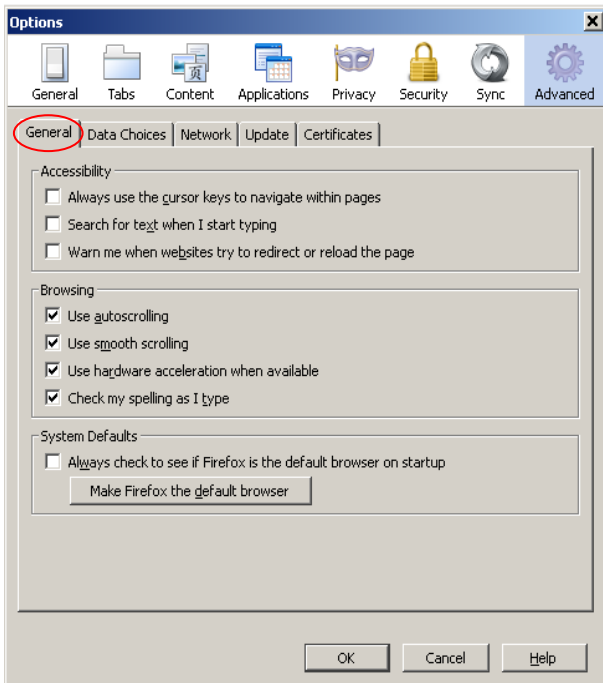 Options
General Tabs Content Applications Privacy Security Sync Advanced
General Data Choices Network Update Certificates
Accessibility
Always use the cursor keys to navigate within pages
Search for text when I start typing
Warn me when websites try to redirect or reload the page
Browsing
Use autoscrolling
Use smooth scrolling
Use hardware acceleration when available
Check my spelling as I type
System Defaults
Always check to see if Firefox is the default browser on startup
Make Firefox the default browser
OK Cancel Help